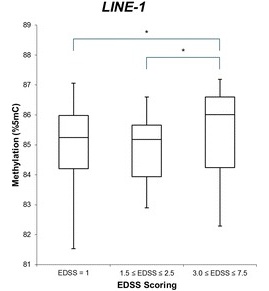 LINE-1
*
*
89
88
87
86
85
84
83
82
81
Methylation (%5mC)
EDSS = 1
1.5 ≤ EDSS ≤ 2.5
3.0 ≤ EDSS ≤ 7.5
EDSS Scoring